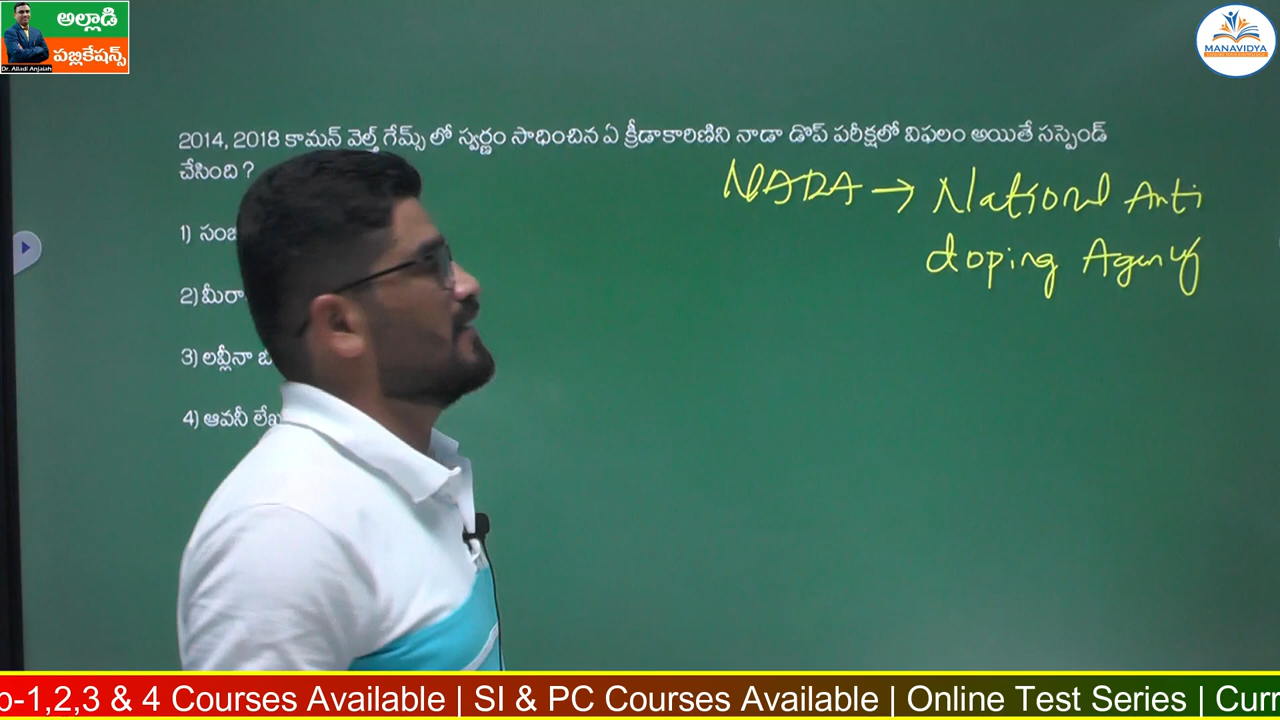 అల్లాడి
పబ్లికేషన్స్
Dr. Alladi Anjaiah
MANAVIDYA
2014, 2018 కామన్ వెల్త్ గేమ్స్ లో స్వర్ణం సాధించిన ఏ క్రీడాకారిణిని నాడా డోప్ పరీక్షలో విఫలం అయితే సస్పెండ్
చేసింది ?
NADA → National Anti
doping Agency
1)
2) మీరా
3) లవ్లీనా
4) ఆవనీ
-1,2,3 & 4 Courses Available | SI & PC Courses Available | Online Test Series |